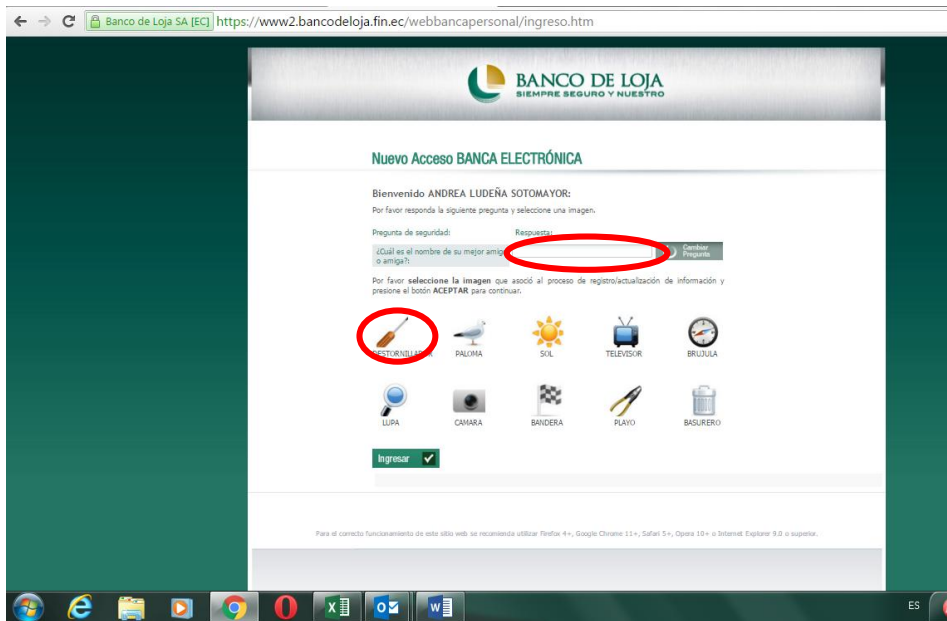 Banco de Loja SA [EC] https://www2.bancodeloja.fin.ec/webbancapersonal/ingreso.htm
BANCO DE LOJA
SIEMPRE SEGURO Y NUESTRO
Nuevo Acceso BANCA ELECTRÓNICA
Bienvenido ANDREA LUDEÑA SOTOMAYOR:
Por favor responda la siguiente pregunta y seleccione una imagen.
Pregunta de seguridad: Respuesta:
¿Cuál es el nombre de su mejor amigo Cambiar
o amiga?: Pregunta
Por favor seleccione la imagen que asoció al proceso de registro/actualización de información y
presione el botón ACEPTAR para continuar.
DESTORNILLADOR PALOMA SOL TELEVISOR BRUJULA
LUPA CAMARA BANDERA PLAYO BASURERO
Ingresar
Para el correcto funcionamiento de este sitio web se recomienda utilizar Firefox 4+, Google Chrome 11+, Safari 5+, Opera 10+ o Internet Explorer 9.0 o superior.
ES